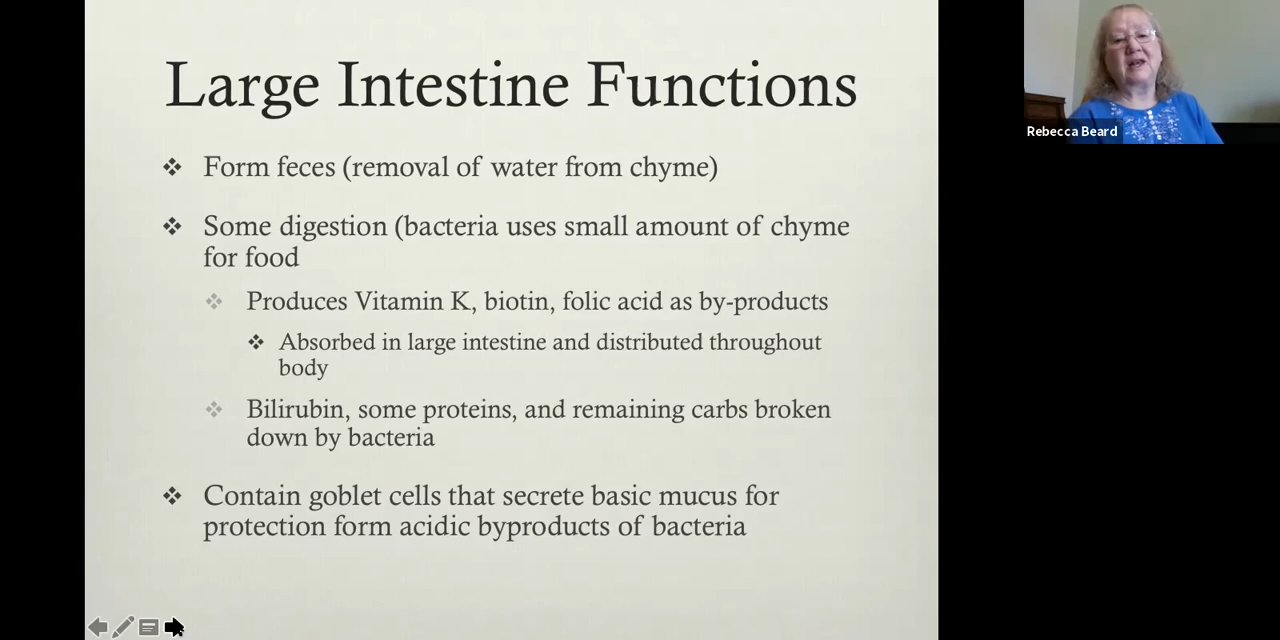 Large Intestine Functions
Form feces (removal of water from chyme)
Some digestion (bacteria uses small amount of chyme
for food
Produces Vitamin K, biotin, folic acid as by-products
Absorbed in large intestine and distributed throughout
body
Bilirubin, some proteins, and remaining carbs broken
down by bacteria
Contain goblet cells that secrete basic mucus for
protection form acidic byproducts of bacteria
Rebecca Beard